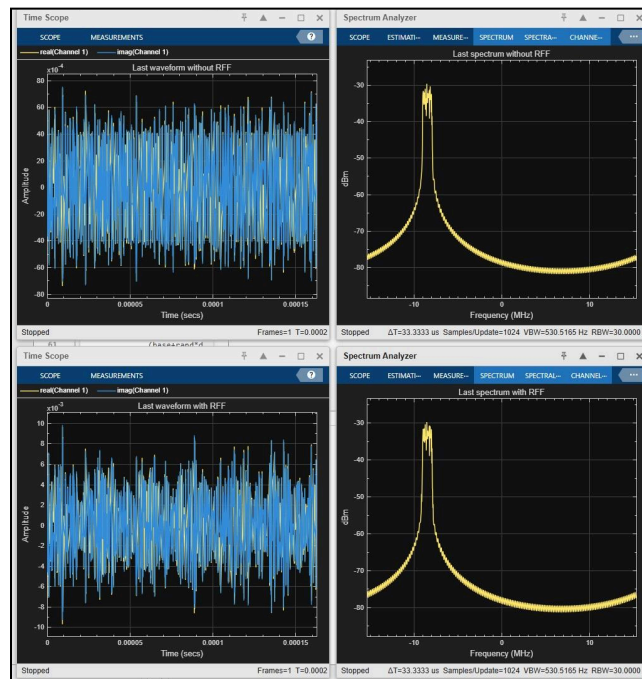 Time Scope
SCOPE MEASUREMENTS ?
real(Channel 1) imag(Channel 1)
×10⁻⁴ Last waveform without RFF
80
60
40
20
0
-20
-40
-60
-80
Amplitude
0 0.00005 0.0001 0.00015
Time (secs)
Stopped Frames=1 T=0.0002
Spectrum Analyzer
SCOPE ESTIMATI··· MEASURE··· SPECTRUM SPECTRA··· CHANNEL··· ···
Last spectrum without RFF
-30
-40
-50
-60
-70
-80
dBm
-10 0 10
Frequency (MHz)
Stopped ΔT=33.3333 us Samples/Update=1024 VBW=530.5165 Hz RBW=30.0000
61 (base+cand*d
Time Scope
SCOPE MEASUREMENTS ?
real(Channel 1) imag(Channel 1)
×10⁻³ Last waveform with RFF
10
8
6
4
2
0
-2
-4
-6
-8
-10
Amplitude
0 0.00005 0.0001 0.00015
Time (secs)
Stopped Frames=1 T=0.0002
Spectrum Analyzer
SCOPE ESTIMATI··· MEASURE··· SPECTRUM SPECTRAL··· CHANNEL··· ···
Last spectrum with RFF
-30
-40
-50
-60
-70
-80
dBm
-10 0 10
Frequency (MHz)
Stopped ΔT=33.3333 us Samples/Update=1024 VBW=530.5165 Hz RBW=30.0000